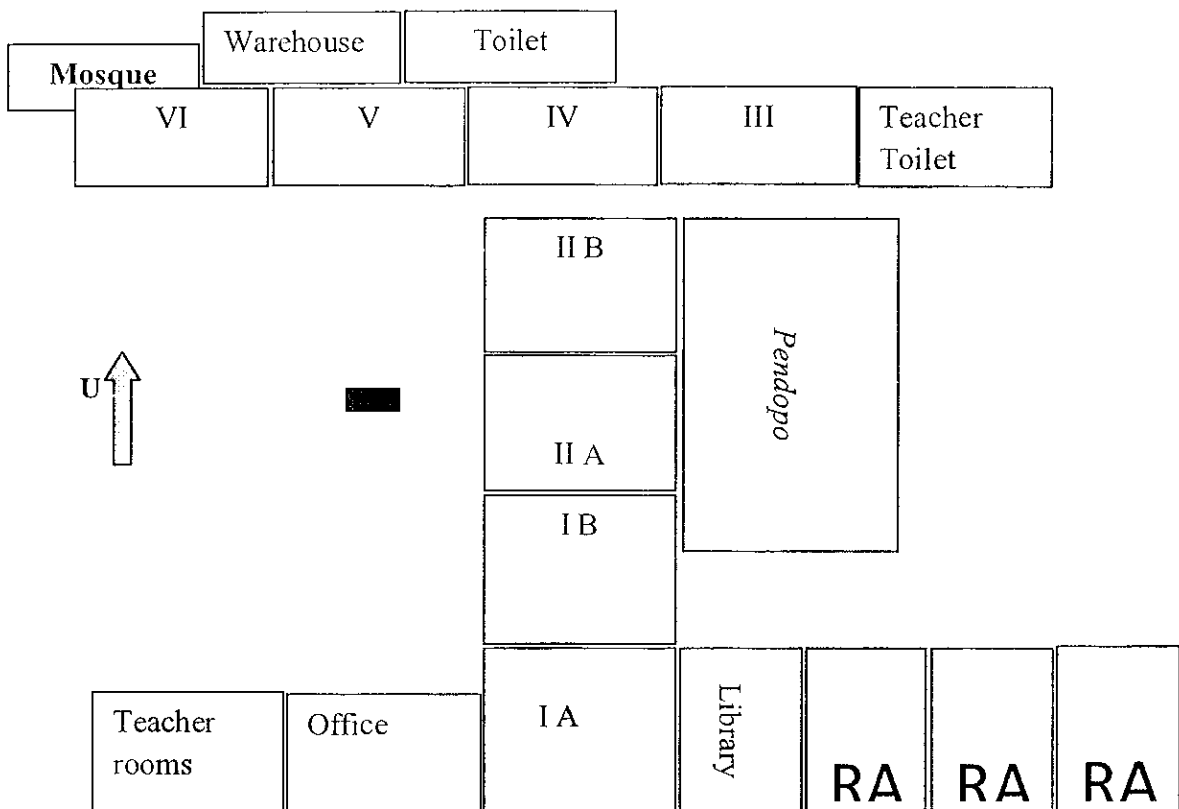 Warehouse
Toilet
Mosque
VI
V
IV
III
Teacher
Toilet
II B
Pendopo
U
II A
I B
Teacher
rooms
Office
I A
Library
RA
RA
RA